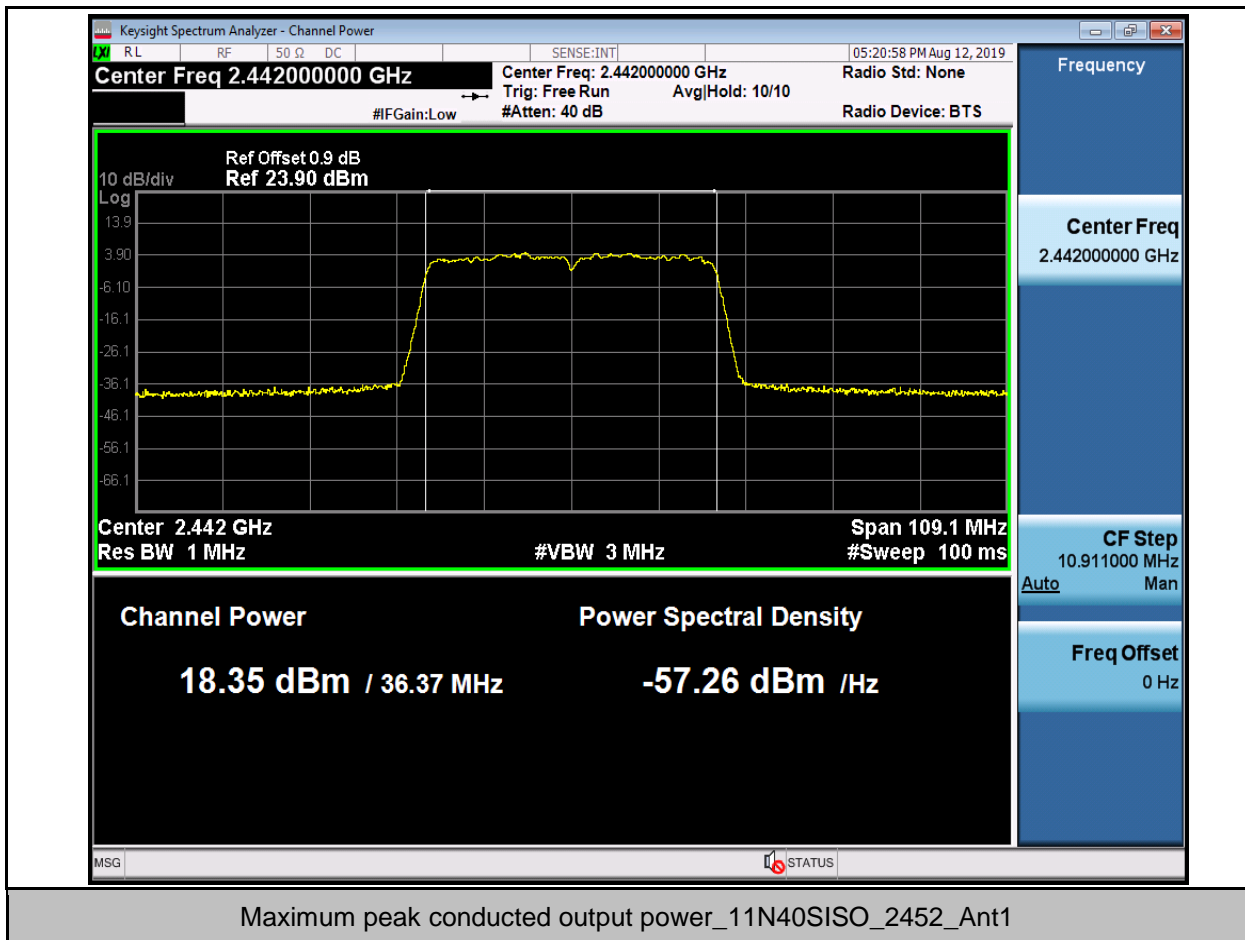 Keysight Spectrum Analyzer - Channel Power
LXI RL RF 50 Ω DC SENSE:INT 05:20:58 PM Aug 12, 2019
Center Freq 2.442000000 GHz
Center Freq: 2.442000000 GHz Radio Std: None
Trig: Free Run Avg|Hold: 10/10
#IFGain:Low #Atten: 40 dB Radio Device: BTS
Ref Offset 0.9 dB
10 dB/div Ref 23.90 dBm
Log
13.9
3.90
-6.10
-16.1
-26.1
-36.1
-46.1
-56.1
-66.1
Center 2.442 GHz Span 109.1 MHz
Res BW 1 MHz #VBW 3 MHz #Sweep 100 ms
Channel Power Power Spectral Density
18.35 dBm / 36.37 MHz -57.26 dBm /Hz
Frequency
Center Freq
2.442000000 GHz
CF Step
10.911000 MHz
Auto Man
Freq Offset
0 Hz
MSG STATUS
Maximum peak conducted output power_11N40SISO_2452_Ant1